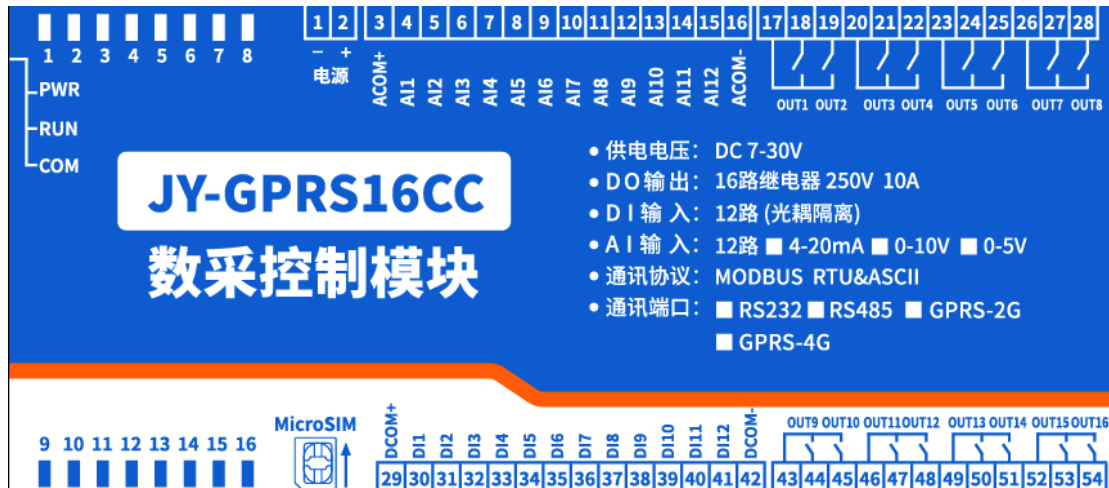 1 2 3 4 5 6 7 8 9 10 11 12 13 14 15 16 17 18 19 20 21 22 23 24 25 26 27 28
1 2 3 4 5 6 7 8
− +
电源
ACOM+ AI1 AI2 AI3 AI4 AI5 AI6 AI7 AI8 AI9 AI10 AI11 AI12 ACOM-
OUT1 OUT2 OUT3 OUT4 OUT5 OUT6 OUT7 OUT8
PWR
RUN
COM
JY-GPRS16CC
数采控制模块
● 供电电压： DC 7-30V
● DO输出： 16路继电器 250V 10A
● DI输入： 12路 (光耦隔离)
● AI输入： 12路 ■ 4-20mA ■ 0-10V ■ 0-5V
● 通讯协议： MODBUS RTU&ASCII
● 通讯端口： ■ RS232 ■ RS485 ■ GPRS-2G
■ GPRS-4G
9 10 11 12 13 14 15 16
MicroSIM
DCOM+ DI1 DI2 DI3 DI4 DI5 DI6 DI7 DI8 DI9 DI10 DI11 DI12 DCOM-
OUT9 OUT10 OUT11 OUT12 OUT13 OUT14 OUT15 OUT16
29 30 31 32 33 34 35 36 37 38 39 40 41 42 43 44 45 46 47 48 49 50 51 52 53 54